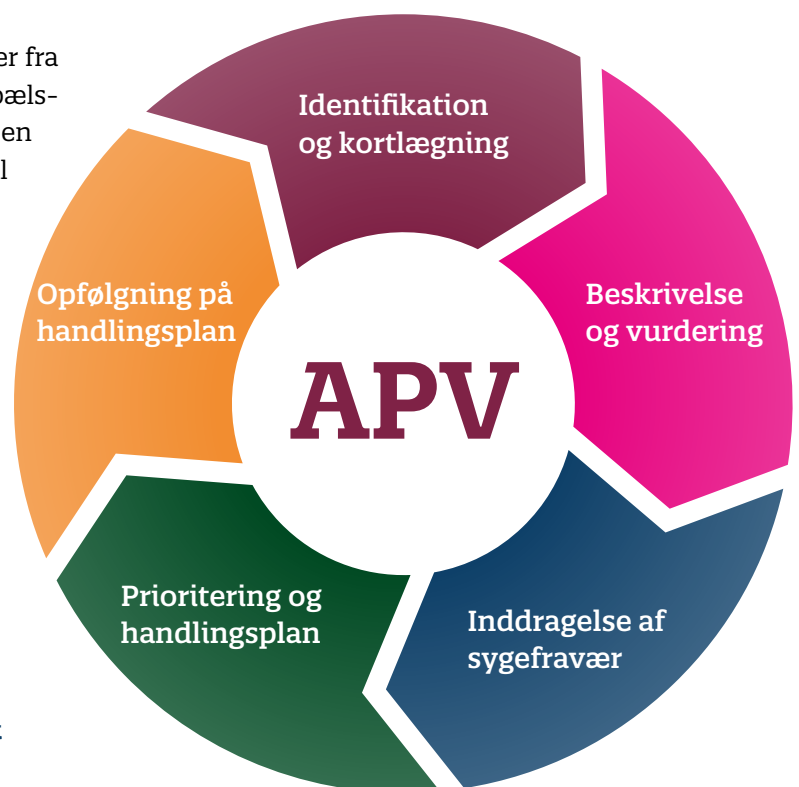 er fra
en
l
Identifikation
og kortlægning
Beskrivelse
og vurdering
Inddragelse af
sygefravær
Prioritering og
handlingsplan
Opfølgning på
handlingsplan
APV